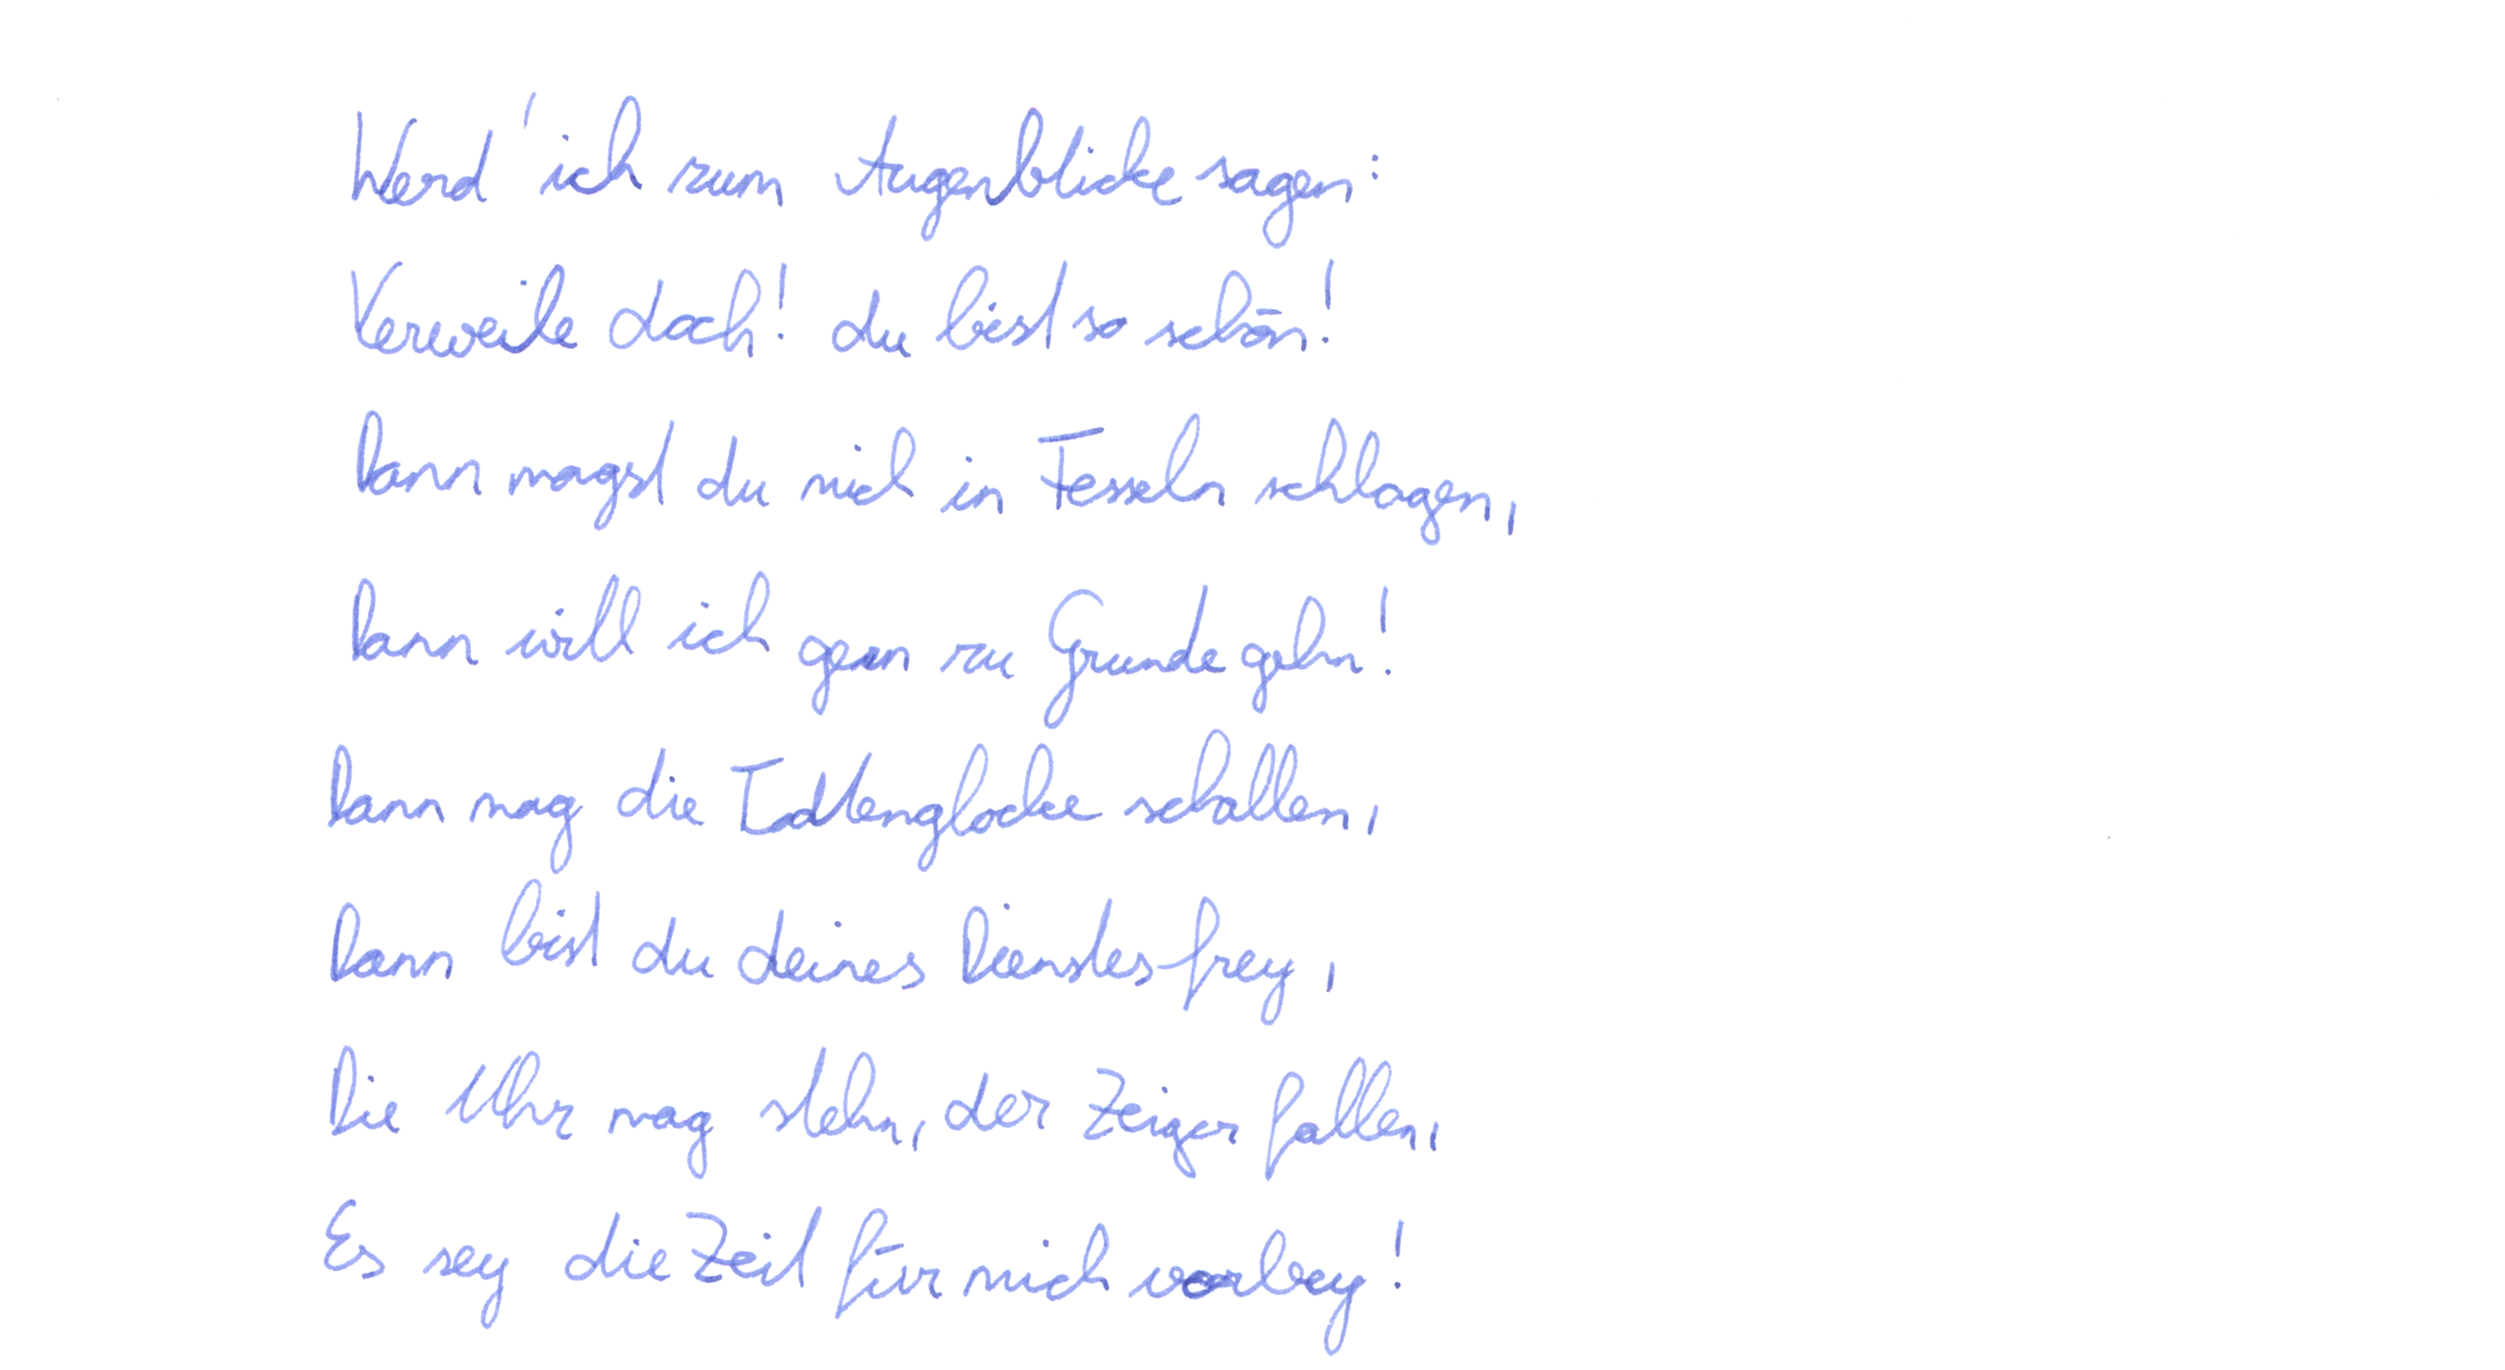 Werd' ich zum Augenblicke sagen:
Verweile doch! du bist so schön!
Dann magst du mich in Fesseln schlagen,
Dann will ich gern zu Grunde gehn!
Dann mag die Todtenglocke schallen,
Dann bist du deines Dienstes frey,
Die Uhr mag stehn, der Zeiger fallen,
Es sey die Zeit für mich vorbey!